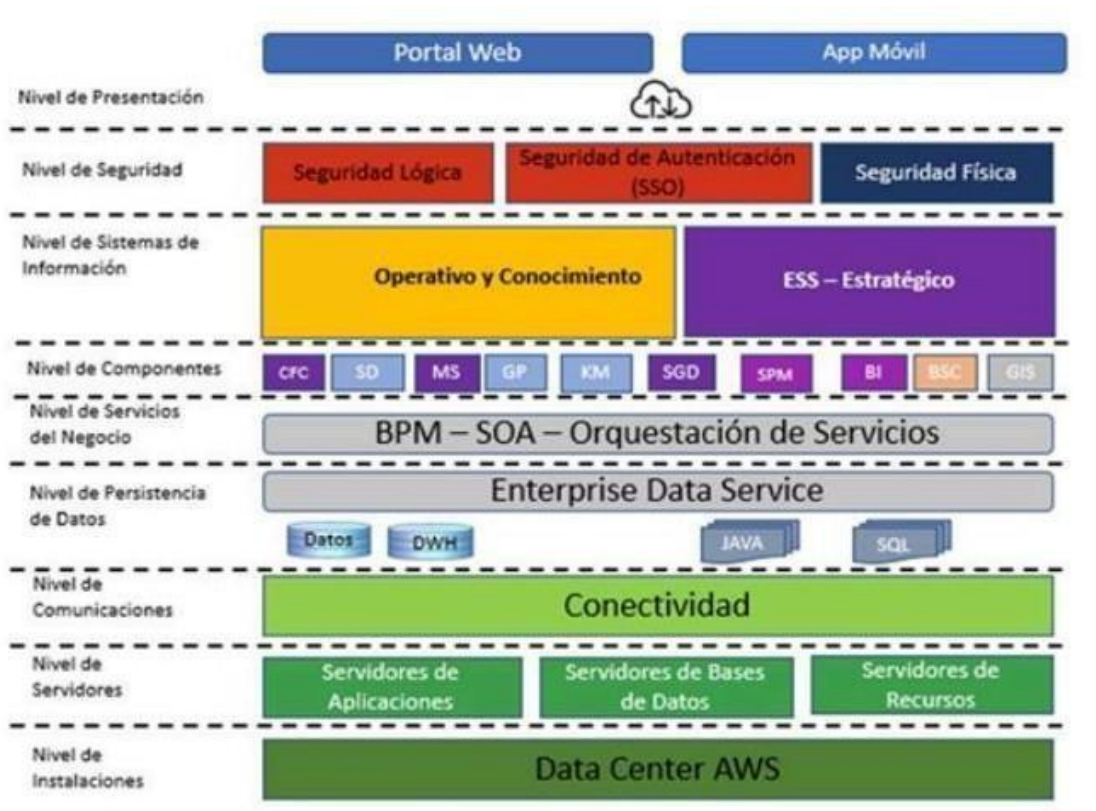 Portal Web
App Móvil
Nivel de Presentación
Nivel de Seguridad
Seguridad Lógica
Seguridad de Autenticación
(SSO)
Seguridad Física
Nivel de Sistemas de
Información
Operativo y Conocimiento
ESS – Estratégico
Nivel de Componentes
CFC
SD
MS
GP
KM
SGD
SPM
BI
BSC
GIS
Nivel de Servicios
del Negocio
BPM – SOA – Orquestación de Servicios
Nivel de Persistencia
de Datos
Enterprise Data Service
Datos
DWH
JAVA
SQL
Nivel de
Comunicaciones
Conectividad
Nivel de
Servidores
Servidores de
Aplicaciones
Servidores de Bases
de Datos
Servidores de
Recursos
Nivel de
Instalaciones
Data Center AWS